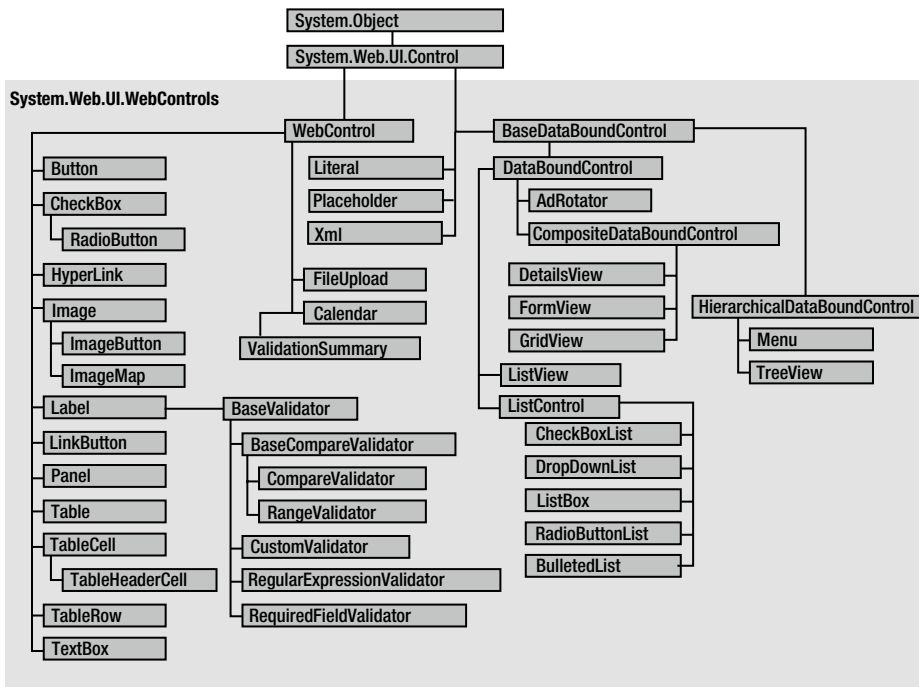 System.Object
System.Web.UI.Control
System.Web.UI.WebControls
WebControl
Button
CheckBox
RadioButton
HyperLink
Image
ImageButton
ImageMap
Label
LinkButton
Panel
Table
TableCell
TableHeaderCell
TableRow
TextBox
Literal
Placeholder
Xml
FileUpload
Calendar
ValidationSummary
BaseValidator
BaseCompareValidator
CompareValidator
RangeValidator
CustomValidator
RegularExpressionValidator
RequiredFieldValidator
BaseDataBoundControl
DataBoundControl
AdRotator
CompositeDataBoundControl
DetailsView
FormView
GridView
ListView
ListControl
CheckBoxList
DropDownList
ListBox
RadioButtonList
BulletedList
HierarchicalDataBoundControl
Menu
TreeView